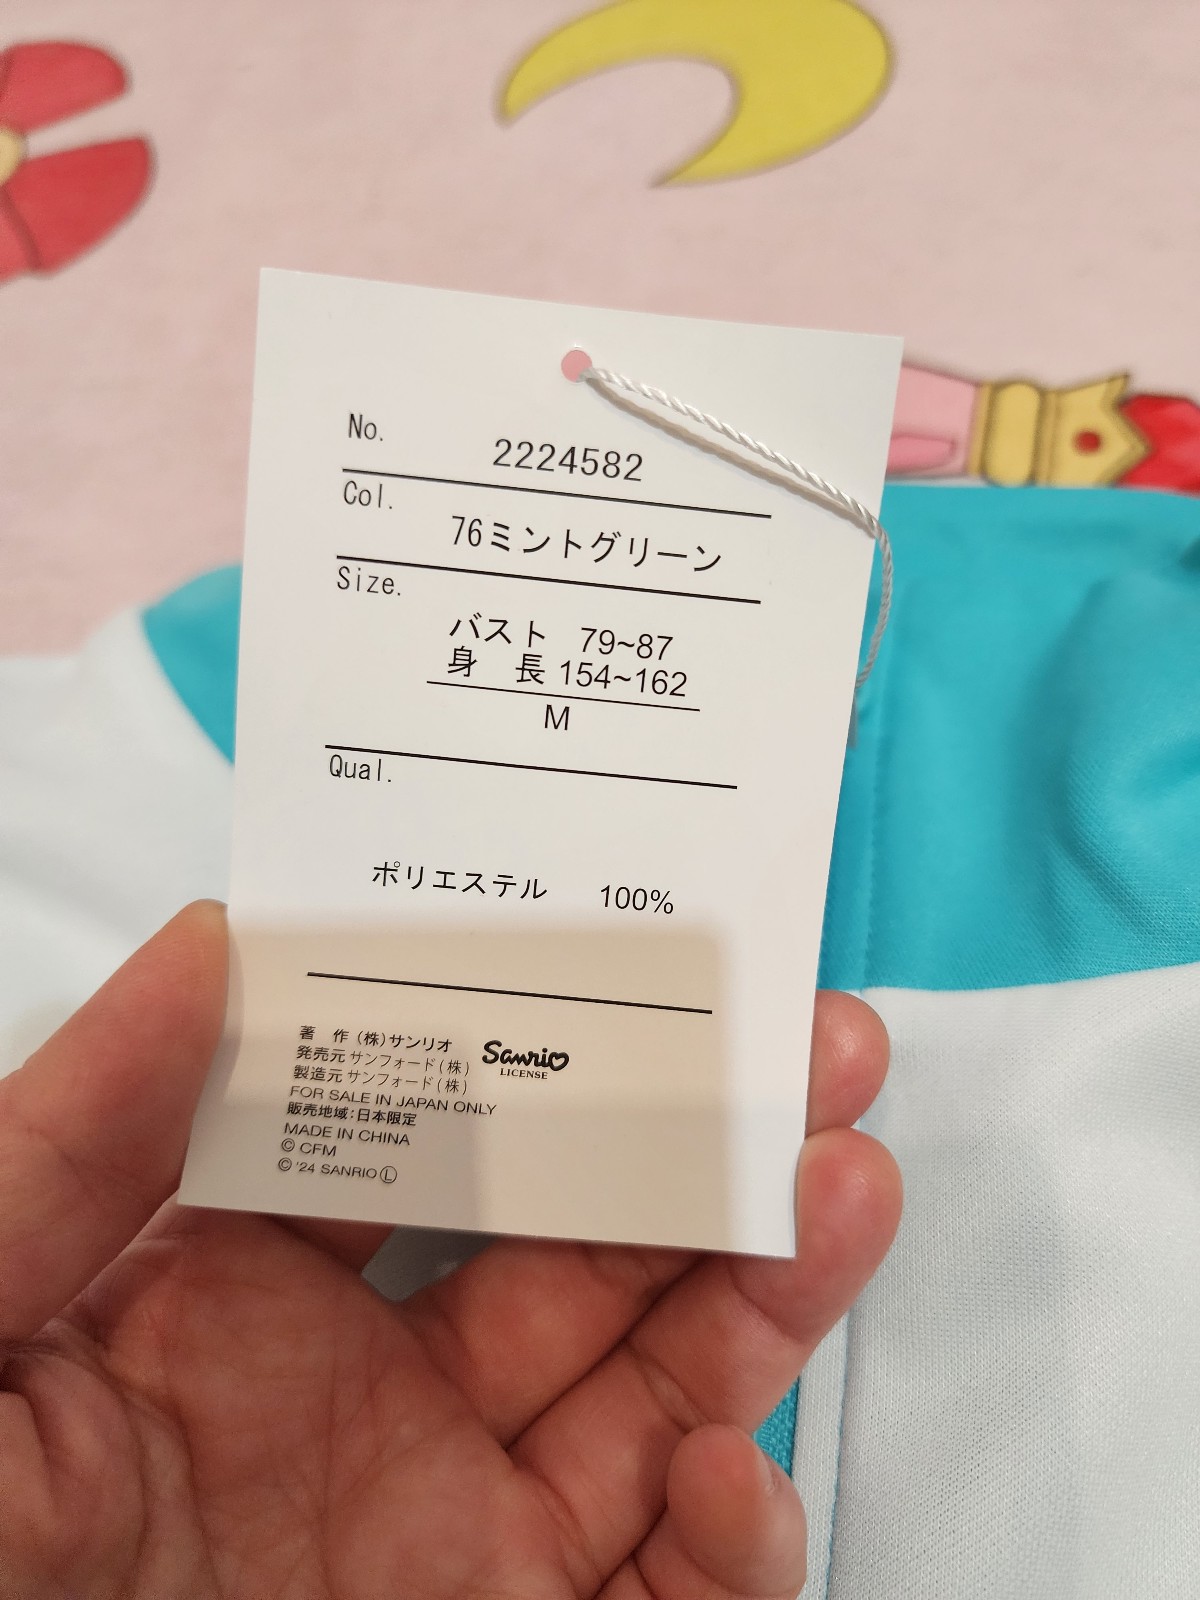 No.
2224582
Col.
76ミントグリーン
Size.
バスト 79~87
身 長 154~162
M
Qual.
ポリエステル 100%
著 作 (株)サンリオ
発売元 サンフォード(株)
製造元 サンフォード(株)
Sanrio
LICENSE
FOR SALE IN JAPAN ONLY
販売地域:日本限定
MADE IN CHINA
© CFM
© '24 SANRIO Ⓛ